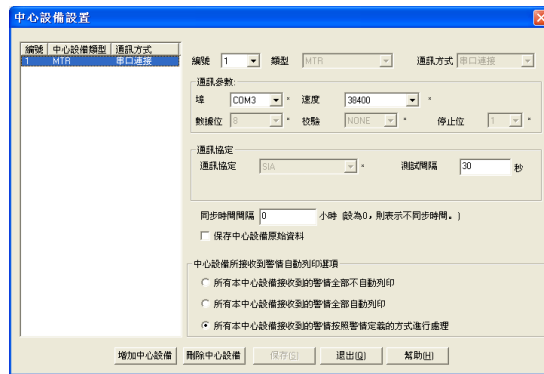 中心設備設置
編號 中心設備類型 通訊方式
1 MTR 串口連接
編號 1 類型 MTR 通訊方式 串口連接
通訊參數:
埠 COM3 * 速度 38400 *
數據位 8 * 校驗 NONE * 停止位 1 *
通訊協定
通訊協定 SIA * 測試間隔 30 秒
同步時間間隔 0 小時 (設為0，則表示不同步時間。)
保存中心設備原始資料
中心設備所接收到警情自動列印選項
所有本中心設備接收到的警情全部不自動列印
所有本中心設備接收到的警情全部自動列印
所有本中心設備接收到的警情按照警情定義的方式進行處理
增加中心設備 刪除中心設備 保存(S) 退出(Q) 幫助(H)